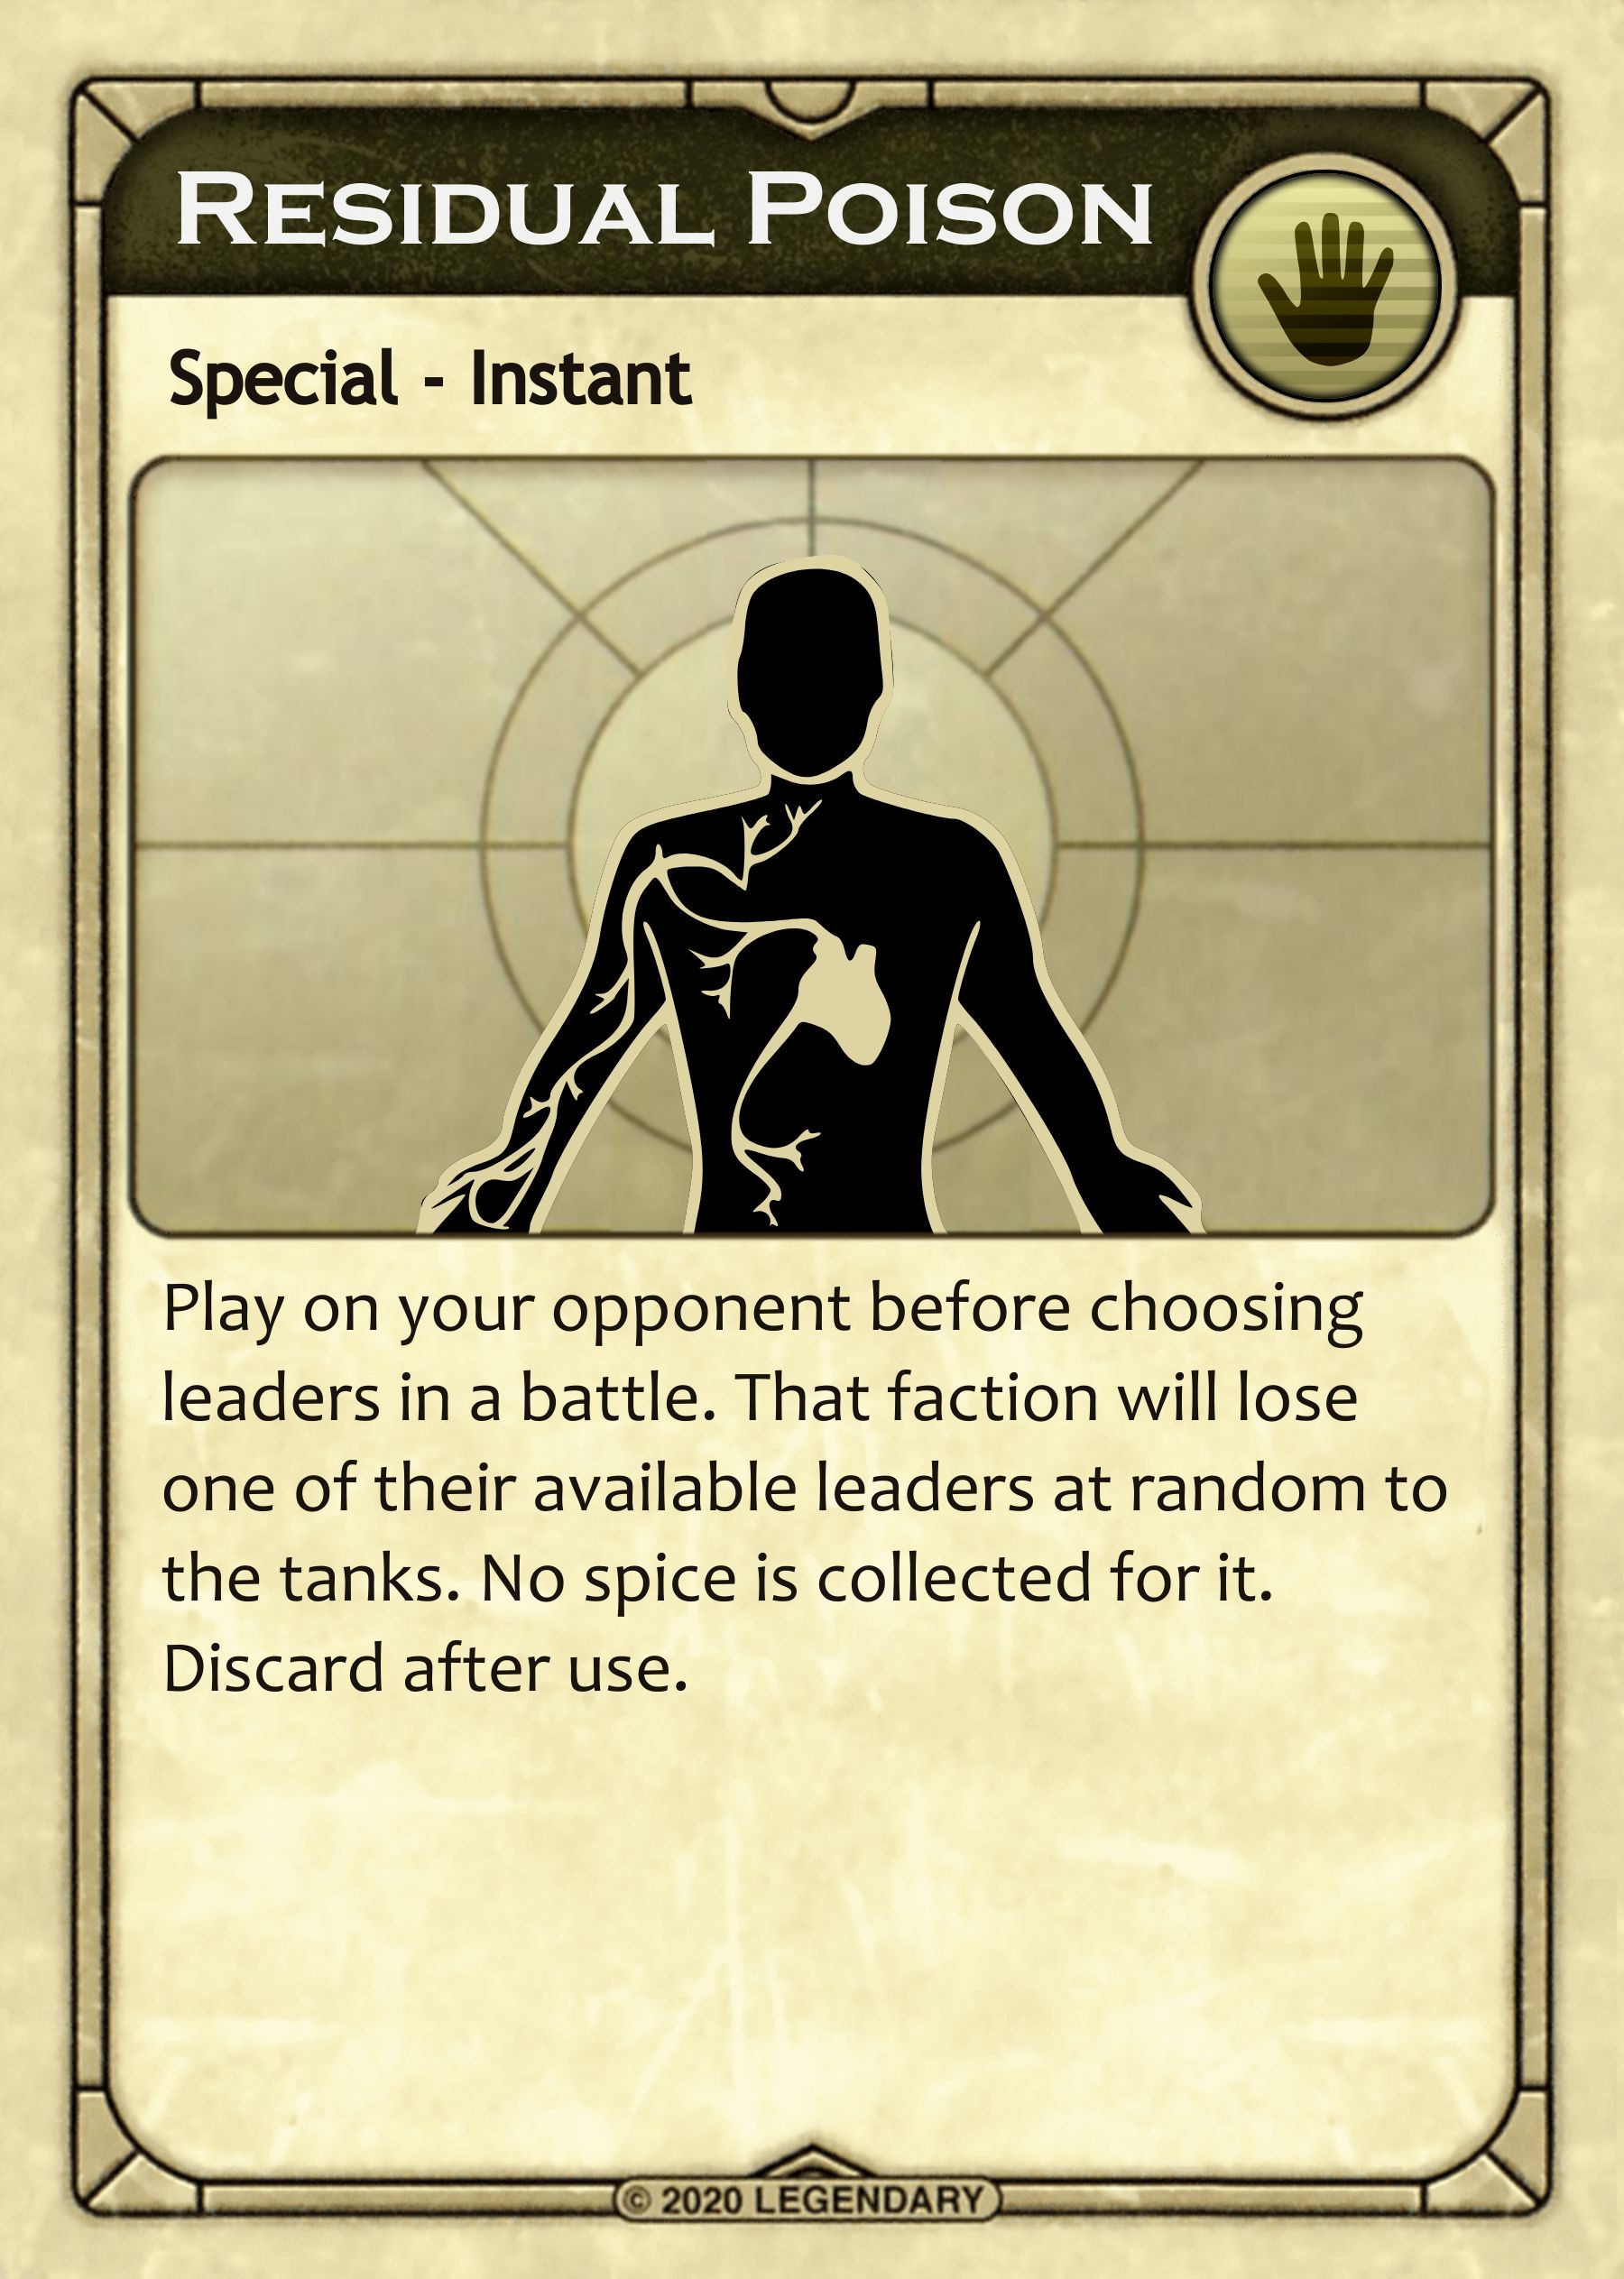 Residual Poison
Special - Instant
Play on your opponent before choosing
leaders in a battle. That faction will lose
one of their available leaders at random to
the tanks. No spice is collected for it.
Discard after use.
© 2020 LEGENDARY